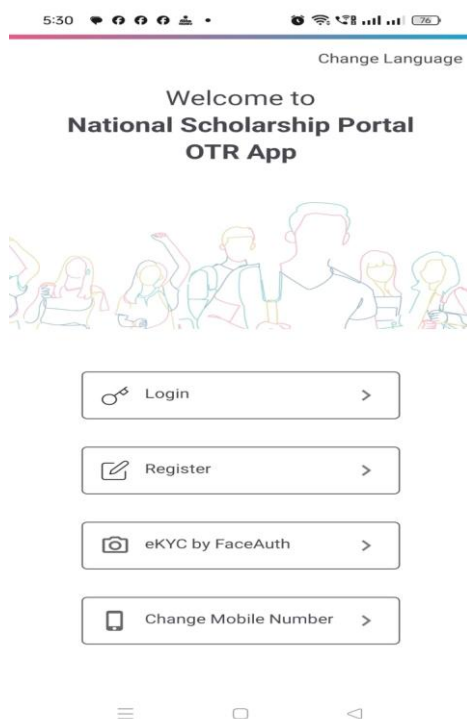 5:30
76
Change Language
Welcome to
National Scholarship Portal
OTR App
Login
Register
eKYC by FaceAuth
Change Mobile Number